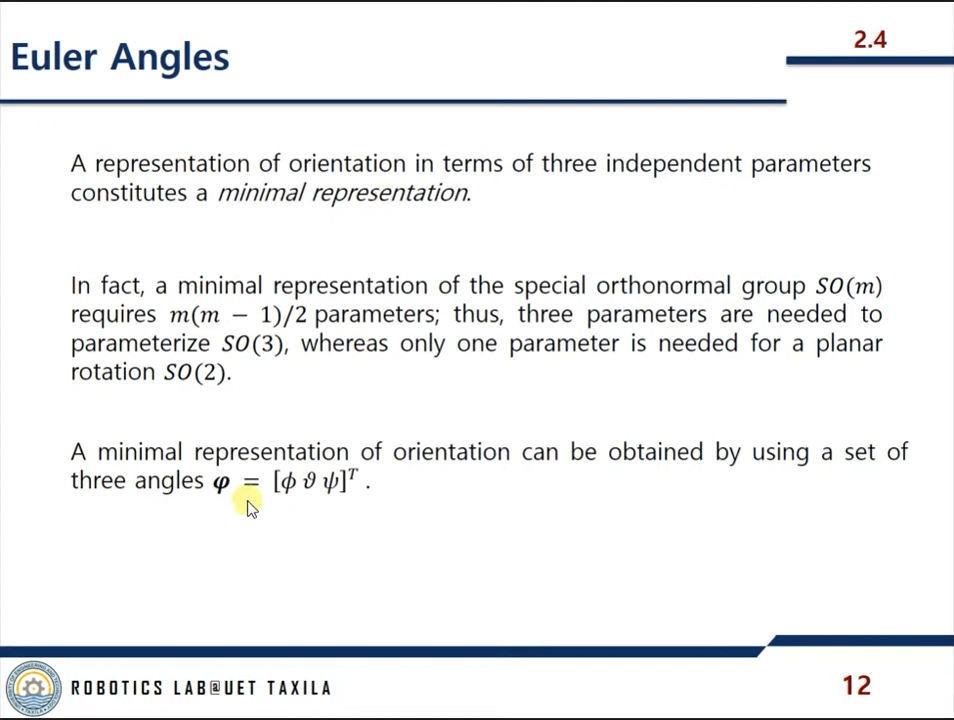 2.4
Euler Angles
A representation of orientation in terms of three independent parameters
constitutes a minimal representation.
In fact, a minimal representation of the special orthonormal group SO(m)
requires m(m − 1)/2 parameters; thus, three parameters are needed to
parameterize SO(3), whereas only one parameter is needed for a planar
rotation SO(2).
A minimal representation of orientation can be obtained by using a set of
three angles φ = [ϕ ϑ ψ]ᵀ .
ROBOTICS LAB@UET TAXILA
12